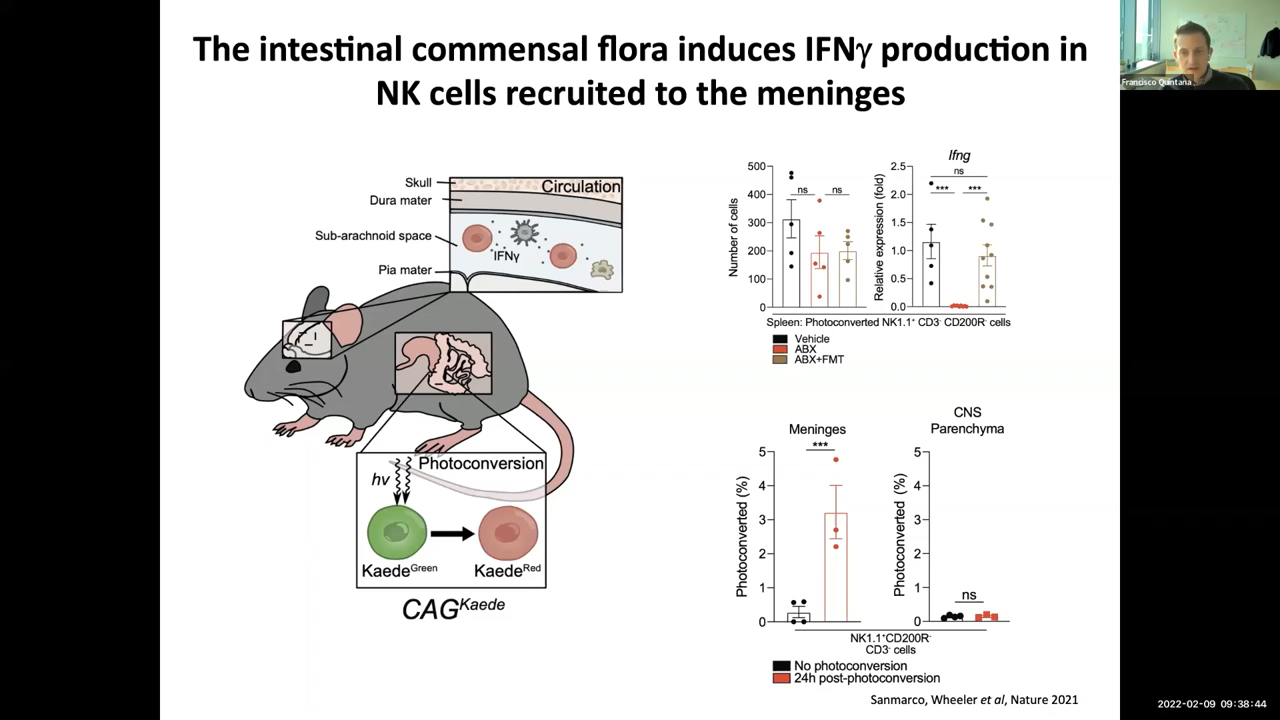 The intestinal commensal flora induces IFNγ production in
NK cells recruited to the meninges
Francisco Quintana
Skull
Circulation
Dura mater
Sub-arachnoid space
IFNγ
Pia mater
Photoconversion
hv
KaedeGreen
KaedeRed
CAGKaede
Ifng
500
400
300
200
100
0
Number of cells
ns
ns
2.5
2.0
1.5
1.0
0.5
0.0
Relative expression (fold)
ns
***
***
Spleen: Photoconverted NK1.1+ CD3- CD200R- cells
Vehicle
ABX
ABX+FMT
Meninges
***
5
4
3
2
1
0
Photoconverted (%)
CNS
Parenchyma
5
4
3
2
1
0
Photoconverted (%)
ns
NK1.1+CD200R-
CD3- cells
No photoconversion
24h post-photoconversion
Sanmarco, Wheeler et al, Nature 2021
2022-02-09 09:38:44